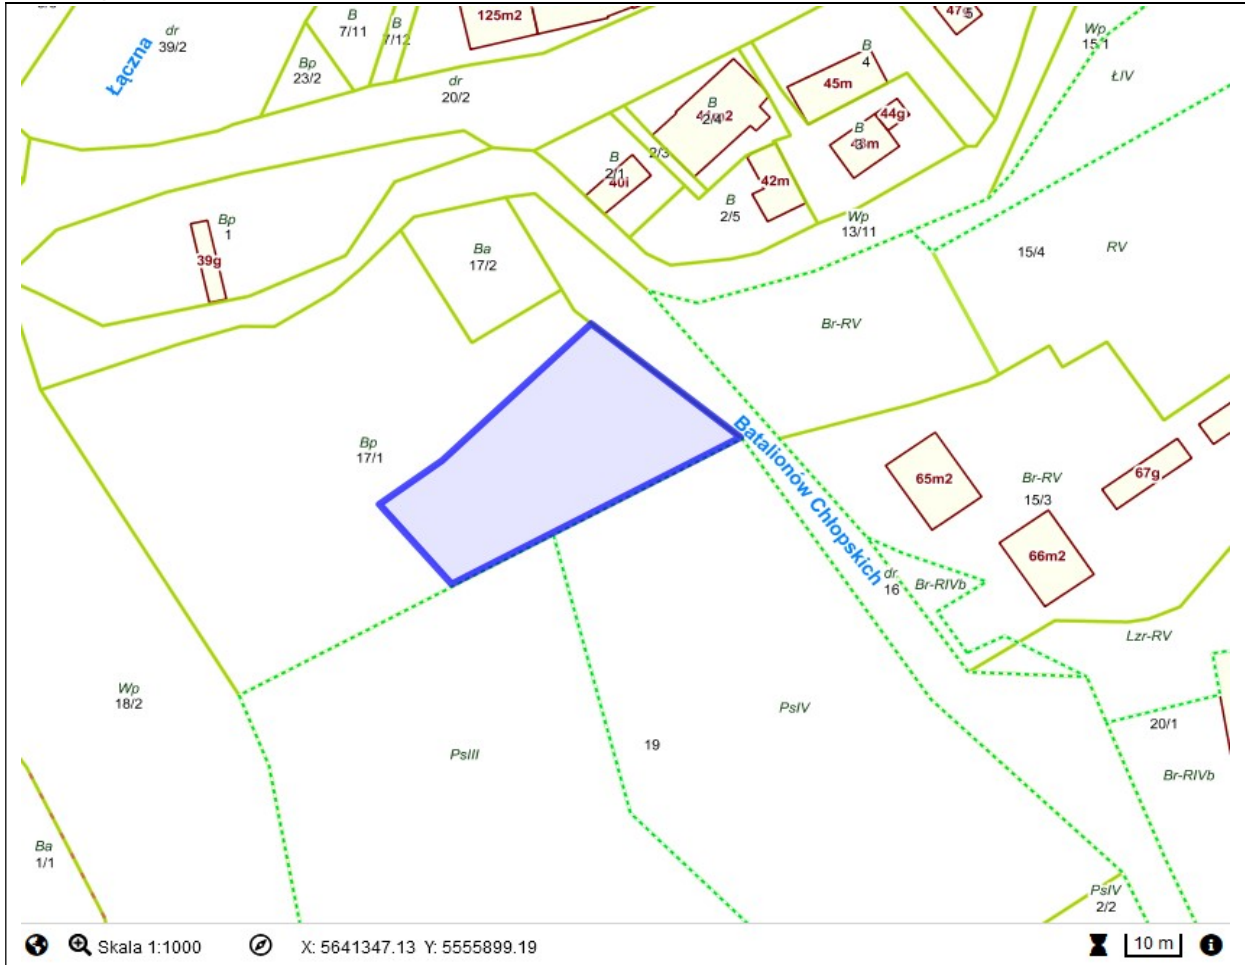 dr
39/2
Łączna
B
7/11
B
7/12
125m2
Bp
23/2
dr
20/2
Wp
15/1
Ł/V
B
4
45m
B
2/4
44g
B
3
2/3
B
2/1
40i
42m
B
2/5
Wp
13/11
Bp
1
39g
Ba
17/2
15/4
RV
Br-RV
Bp
17/1
Batalionów Chłopskich
65m2
Br-RV
15/3
67g
66m2
dr
16
Br-RIVb
Lzr-RV
Wp
18/2
PsIV
19
PsIII
20/1
Br-RIVb
Ba
1/1
PsIV
2/2
Skala 1:1000
X: 5641347.13 Y: 5555899.19
10 m